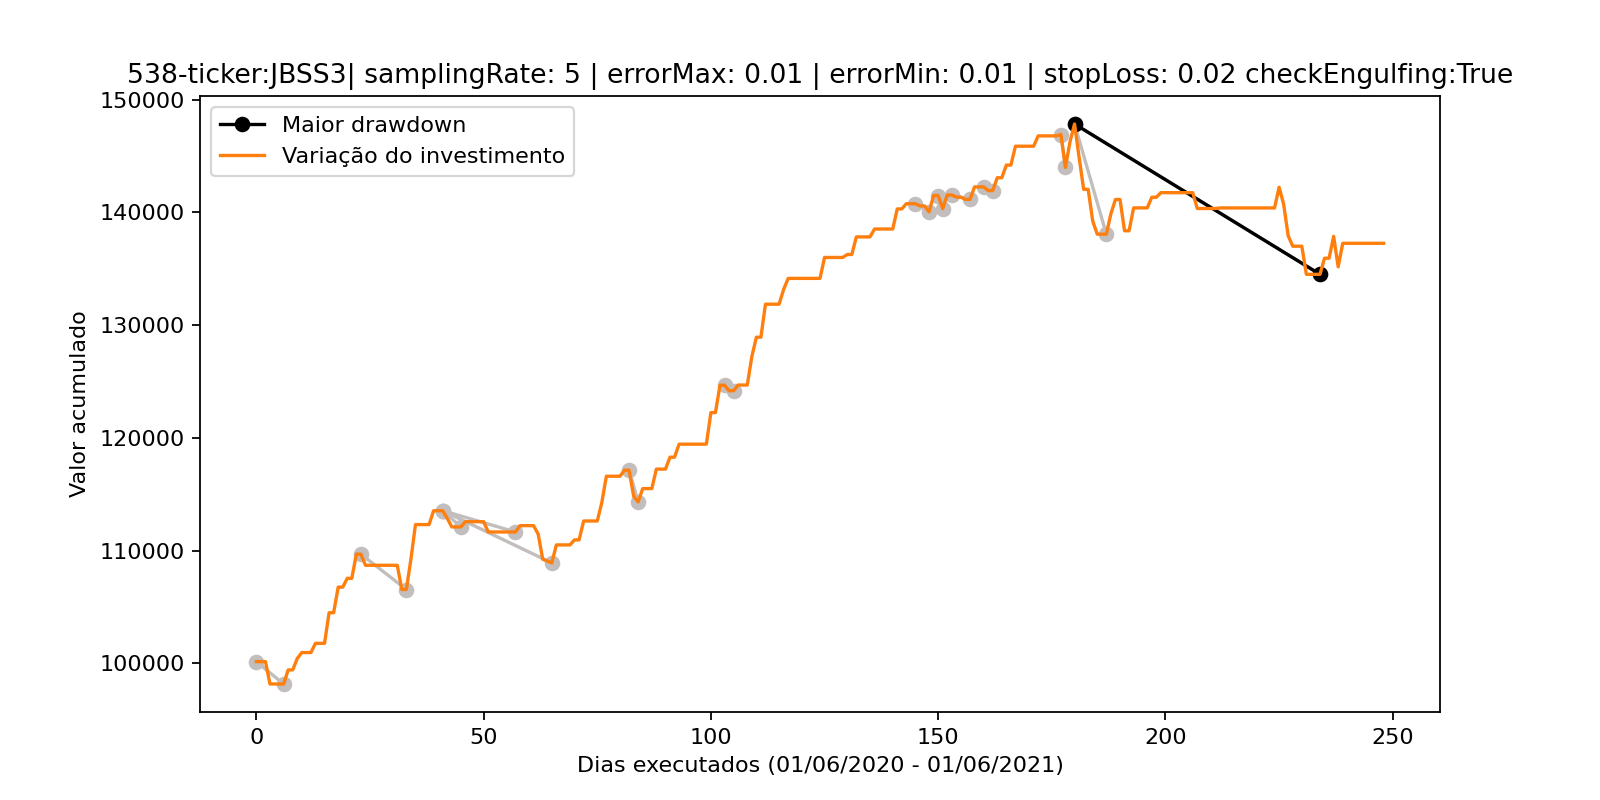 538-ticker:JBSS3| samplingRate: 5 | errorMax: 0.01 | errorMin: 0.01 | stopLoss: 0.02 checkEngulfing:True
Maior drawdown
Variação do investimento
Valor acumulado
150000
140000
130000
120000
110000
100000
0 50 100 150 200 250
Dias executados (01/06/2020 - 01/06/2021)